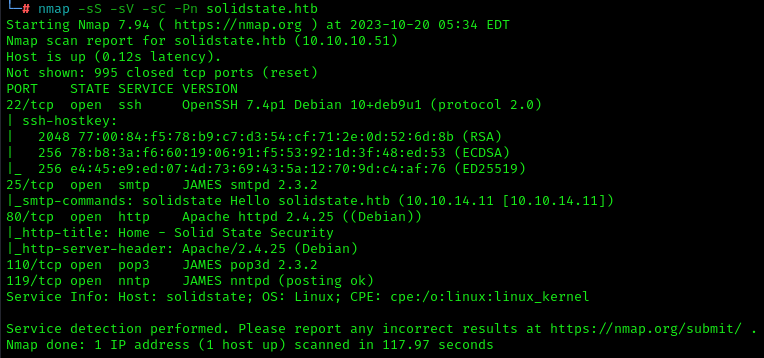 └─# nmap -sS -sV -sC -Pn solidstate.htb
Starting Nmap 7.94 ( https://nmap.org ) at 2023-10-20 05:34 EDT
Nmap scan report for solidstate.htb (10.10.10.51)
Host is up (0.12s latency).
Not shown: 995 closed tcp ports (reset)
PORT    STATE SERVICE VERSION
22/tcp  open  ssh     OpenSSH 7.4p1 Debian 10+deb9u1 (protocol 2.0)
| ssh-hostkey:
|   2048 77:00:84:f5:78:b9:c7:d3:54:cf:71:2e:0d:52:6d:8b (RSA)
|   256 78:b8:3a:f6:60:19:06:91:f5:53:92:1d:3f:48:ed:53 (ECDSA)
|_  256 e4:45:e9:ed:07:4d:73:69:43:5a:12:70:9d:c4:af:76 (ED25519)
25/tcp  open  smtp    JAMES smtpd 2.3.2
|_smtp-commands: solidstate Hello solidstate.htb (10.10.14.11 [10.10.14.11])
80/tcp  open  http    Apache httpd 2.4.25 ((Debian))
|_http-title: Home - Solid State Security
|_http-server-header: Apache/2.4.25 (Debian)
110/tcp open  pop3    JAMES pop3d 2.3.2
119/tcp open  nntp    JAMES nntpd (posting ok)
Service Info: Host: solidstate; OS: Linux; CPE: cpe:/o:linux:linux_kernel

Service detection performed. Please report any incorrect results at https://nmap.org/submit/ .
Nmap done: 1 IP address (1 host up) scanned in 117.97 seconds